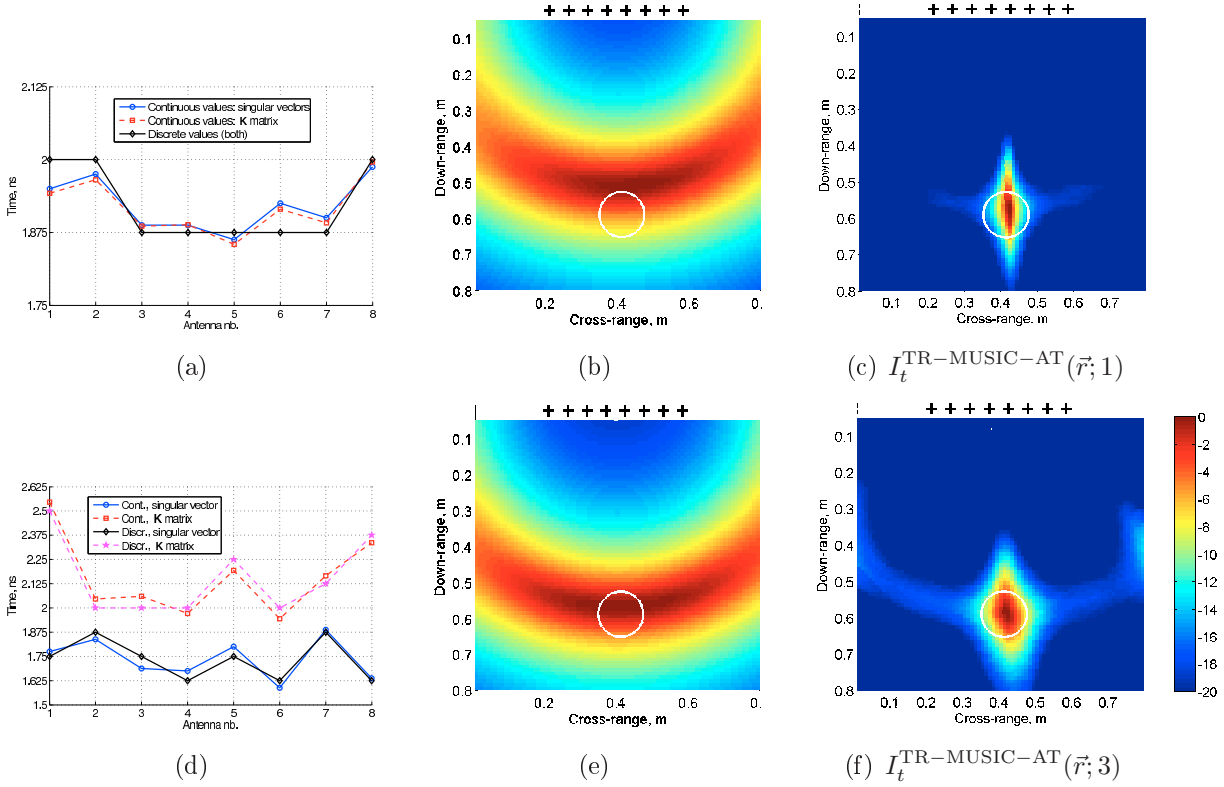 2.125
2
1.875
1.75
Time, ns
Continuous values: singular vectors
Continuous values: K matrix
Discrete values (both)
1 2 3 4 5 6 7 8
Antenna nb.
(a)
0.1
0.2
0.3
0.4
0.5
0.6
0.7
0.8
Down-range, m
0.2 0.4 0.6 0.
Cross-range, m
(b)
0.1
0.2
0.3
0.4
0.5
0.6
0.7
0.8
Down-range, m
0.1 0.2 0.3 0.4 0.5 0.6 0.7
Cross-range, m
(c) I_t^{TR−MUSIC−AT}(r⃗; 1)
2.625
2.5
2.375
2.25
2.125
2
1.875
1.75
1.625
1.5
Time, ns
Cont., singular vector
Cont., K matrix
Discr., singular vector
Discr., K matrix
1 2 3 4 5 6 7 8
Antenna nb.
(d)
0.1
0.2
0.3
0.4
0.5
0.6
0.7
0.8
Down-range, m
0.2 0.4 0.6 0.
Cross-range, m
(e)
0.1
0.2
0.3
0.4
0.5
0.6
0.7
0.8
Down-range, m
0.1 0.2 0.3 0.4 0.5 0.6 0.7
Cross-range, m
(f) I_t^{TR−MUSIC−AT}(r⃗; 3)
0
-2
-4
-6
-8
-10
-12
-14
-16
-18
-20